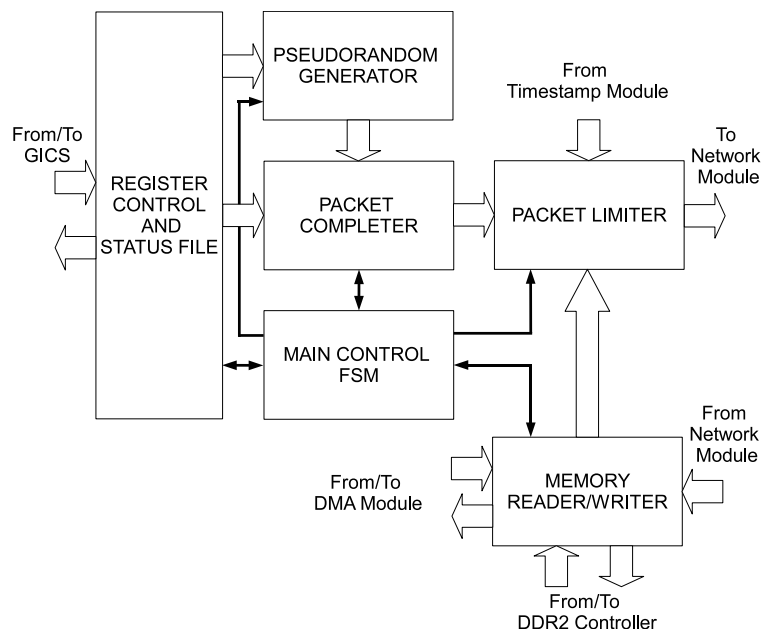 PSEUDORANDOM
GENERATOR
From
Timestamp Module
From/To
GICS
To
Network
Module
REGISTER
CONTROL
AND
STATUS FILE
PACKET
COMPLETER
PACKET LIMITER
MAIN CONTROL
FSM
From
Network
Module
From/To
DMA Module
MEMORY
READER/WRITER
From/To
DDR2 Controller